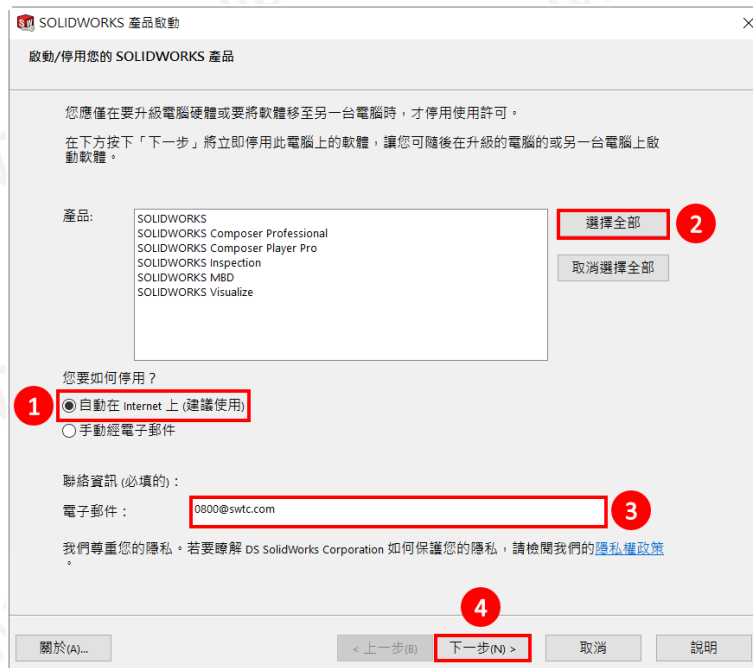 SOLIDWORKS 產品啟動
啟動/停用您的 SOLIDWORKS 產品
您應僅在要升級電腦硬體或要將軟體移至另一台電腦時，才停用使用許可。
在下方按下「下一步」將立即停用此電腦上的軟體，讓您可隨後在升級的電腦的或另一台電腦上啟
動軟體。
產品:
SOLIDWORKS
SOLIDWORKS Composer Professional
SOLIDWORKS Composer Player Pro
SOLIDWORKS Inspection
SOLIDWORKS MBD
SOLIDWORKS Visualize
選擇全部 2
取消選擇全部
您要如何停用？
1 自動在 Internet 上 (建議使用)
手動經電子郵件
聯絡資訊 (必填的)：
電子郵件： 0800@swtc.com 3
我們尊重您的隱私。若要瞭解 DS SolidWorks Corporation 如何保護您的隱私，請檢閱我們的隱私權政策
。
4
關於(A)... < 上一步(B) 下一步(N) > 取消 說明